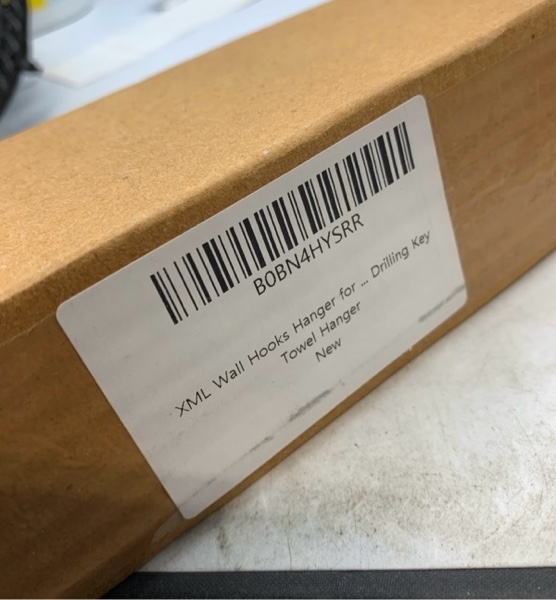 B0BN4HYSRR
XML Wall Hooks Hanger for ... Drilling Key
Towel Hanger
New